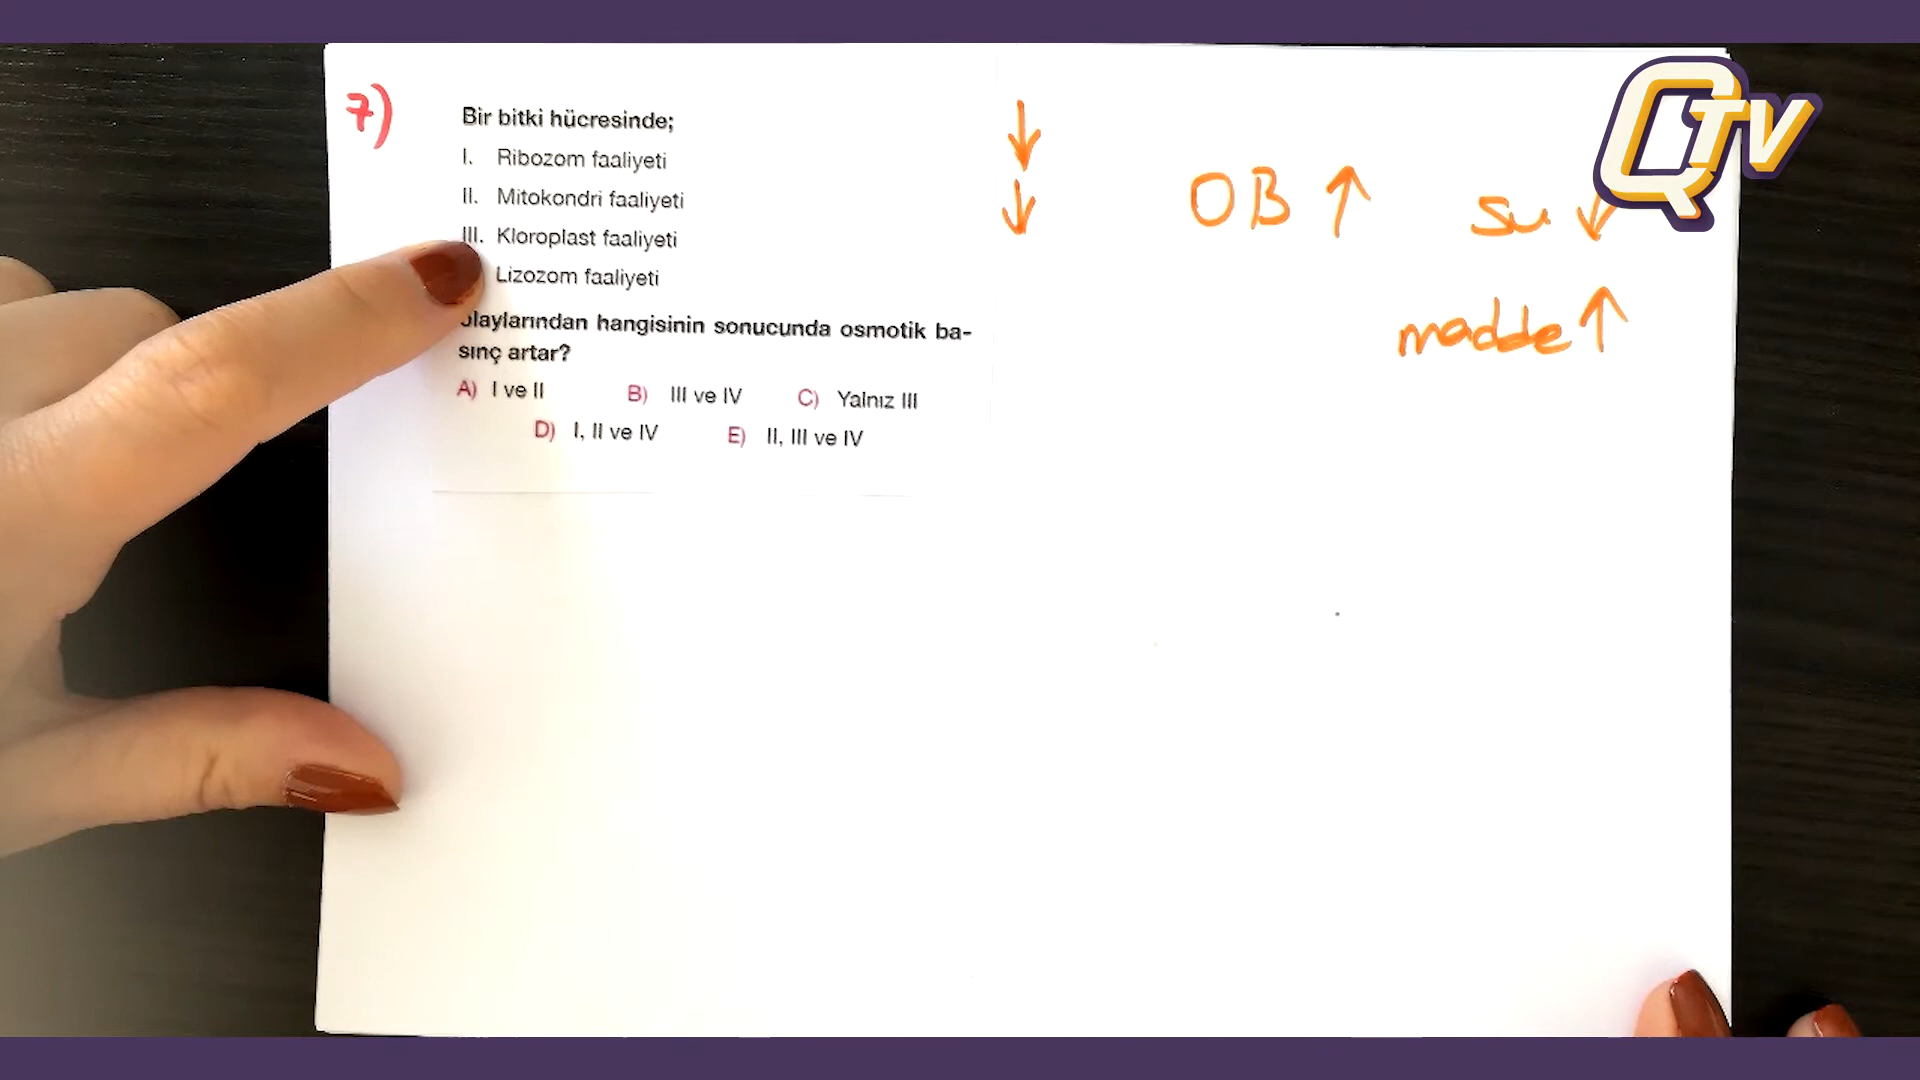 7)
Bir bitki hücresinde;
I. Ribozom faaliyeti
II. Mitokondri faaliyeti
III. Kloroplast faaliyeti
Lizozom faaliyeti
olaylarından hangisinin sonucunda osmotik ba-
sınç artar?
A) I ve II B) III ve IV C) Yalnız III
D) I, II ve IV E) II, III ve IV
↓
↓
OB ↑ su ↓
madde ↑
QTV